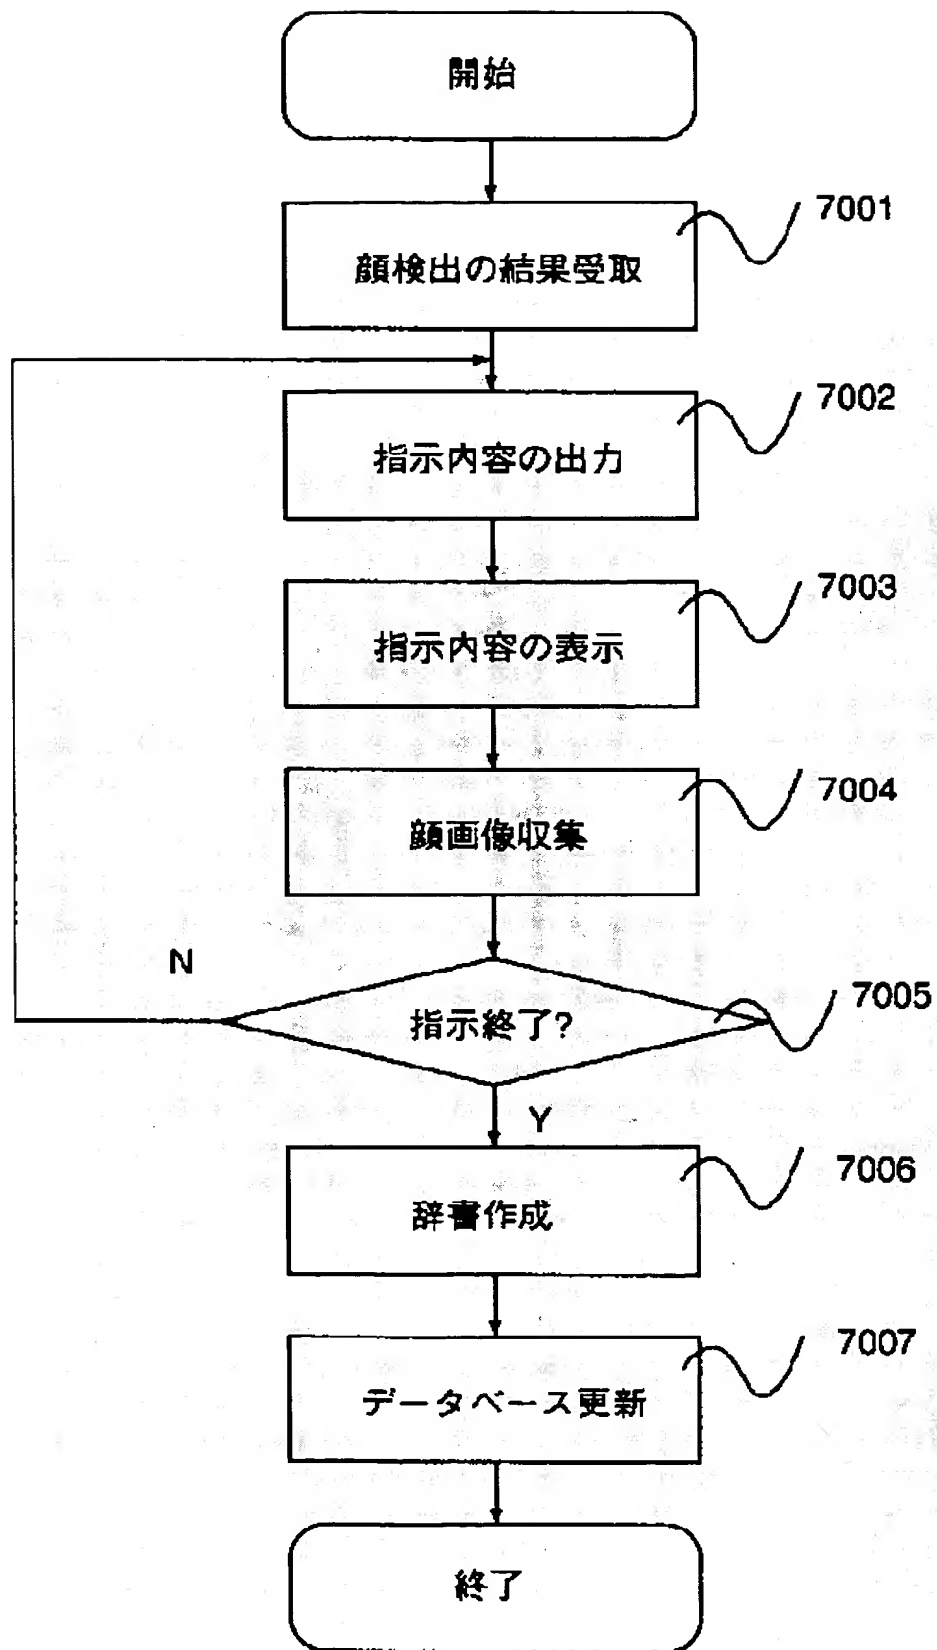 開始
7001
顔検出の結果受取
7002
指示内容の出力
7003
指示内容の表示
7004
顔画像収集
N
7005
指示終了?
Y
7006
辞書作成
7007
データベース更新
終了